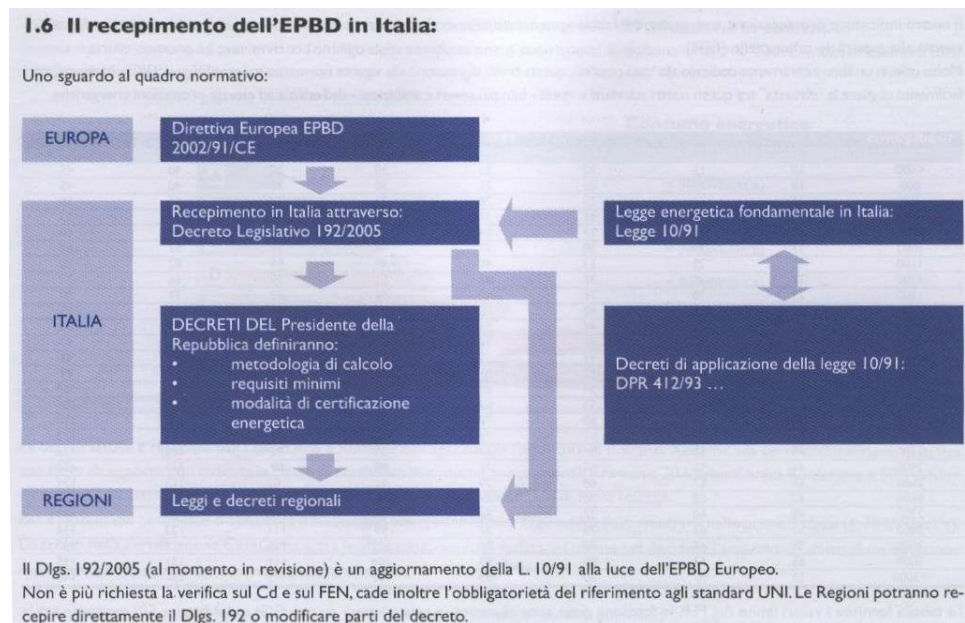 1.6 Il recepimento dell'EPBD in Italia:
Uno sguardo al quadro normativo:
EUROPA
Direttiva Europea EPBD
2002/91/CE
ITALIA
Recepimento in Italia attraverso:
Decreto Legislativo 192/2005
Legge energetica fondamentale in Italia:
Legge 10/91
DECRETI DEL Presidente della
Repubblica definiranno:
• metodologia di calcolo
• requisiti minimi
• modalità di certificazione
energetica
Decreti di applicazione della legge 10/91:
DPR 412/93 ...
REGIONI
Leggi e decreti regionali
Il Dlgs. 192/2005 (al momento in revisione) è un aggiornamento della L. 10/91 alla luce dell'EPBD Europeo.
Non è più richiesta la verifica sul Cd e sul FEN, cade inoltre l'obbligatorietà del riferimento agli standard UNI. Le Regioni potranno re-
cepire direttamente il Dlgs. 192 o modificare parti del decreto.